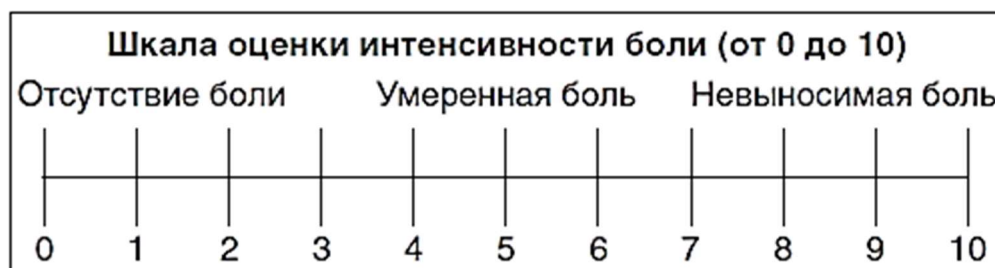 Шкала оценки интенсивности боли (от 0 до 10)
Отсутствие боли Умеренная боль Невыносимая боль
0 1 2 3 4 5 6 7 8 9 10